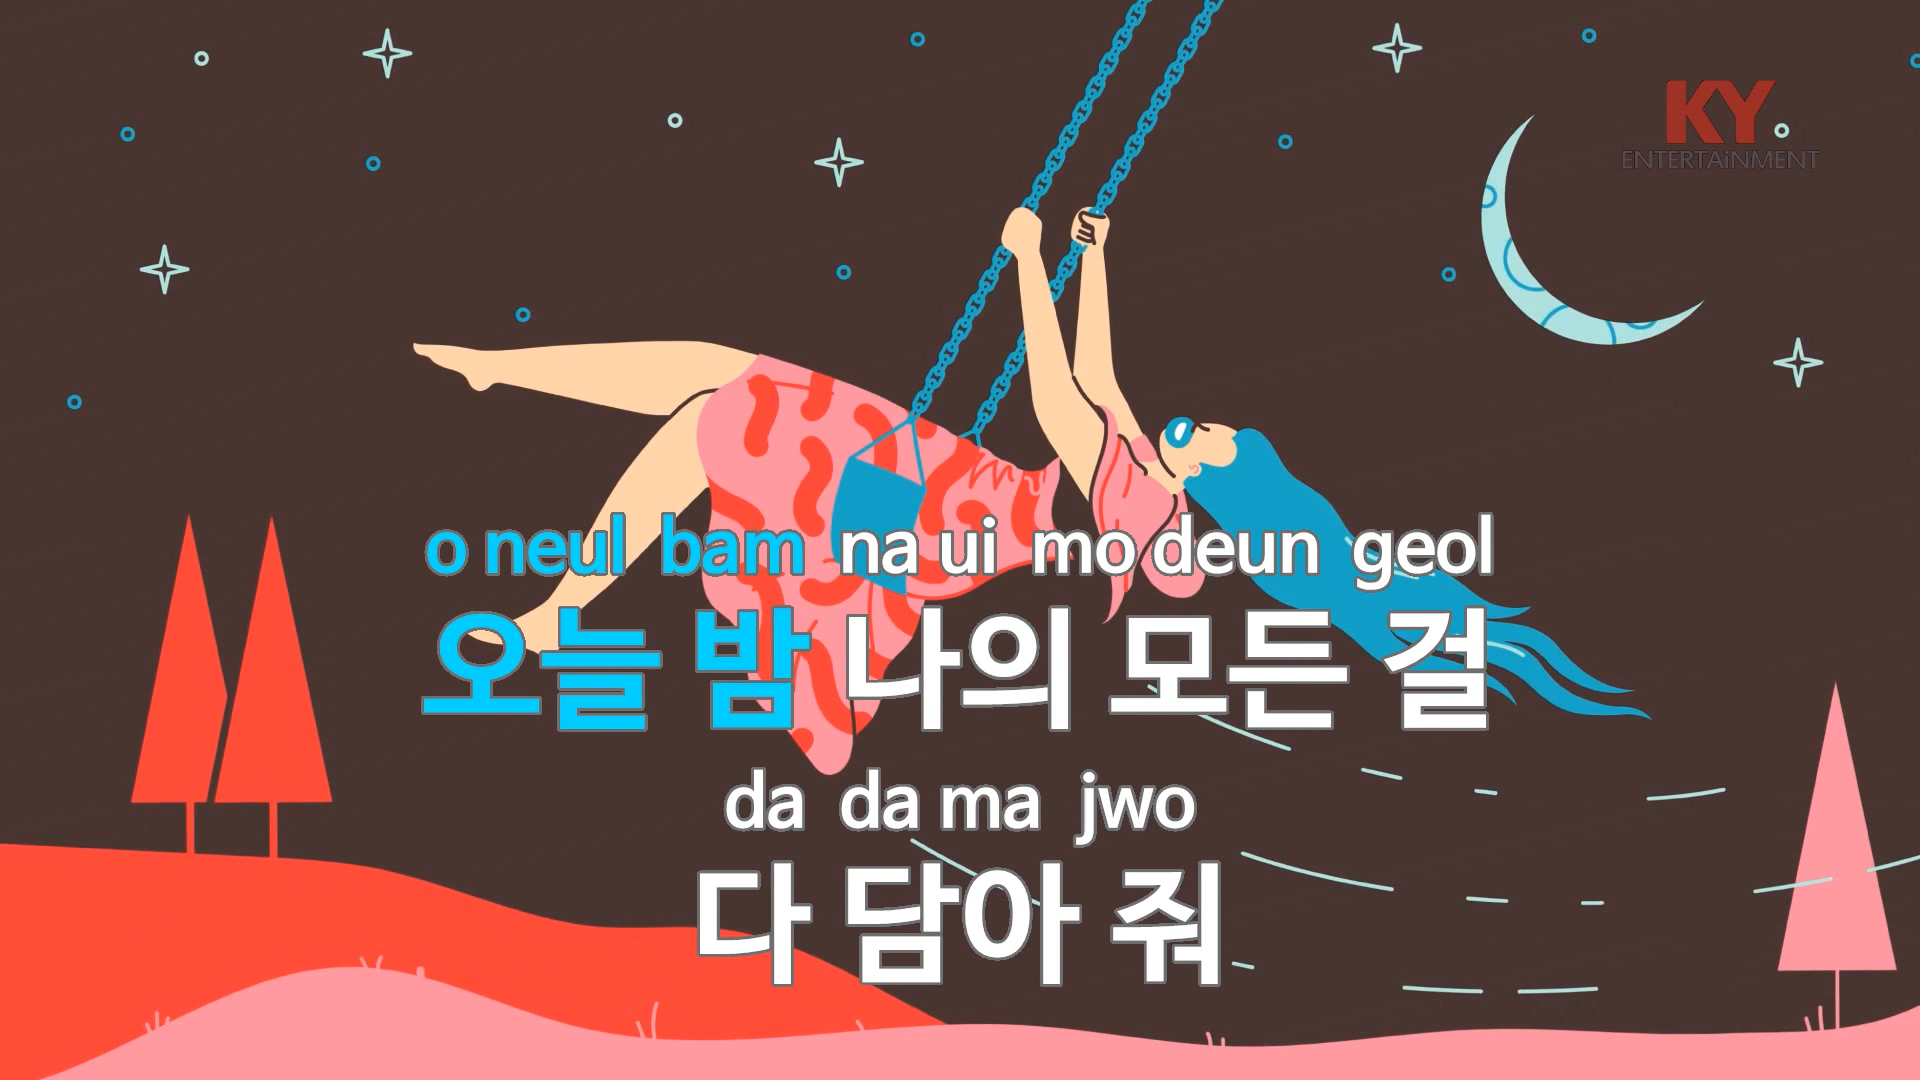 KY.
ENTERTAiNMENT
o neul bam na ui mo deun geol
오늘 밤 나의 모든 걸
da da ma jwo
다 담아 줘